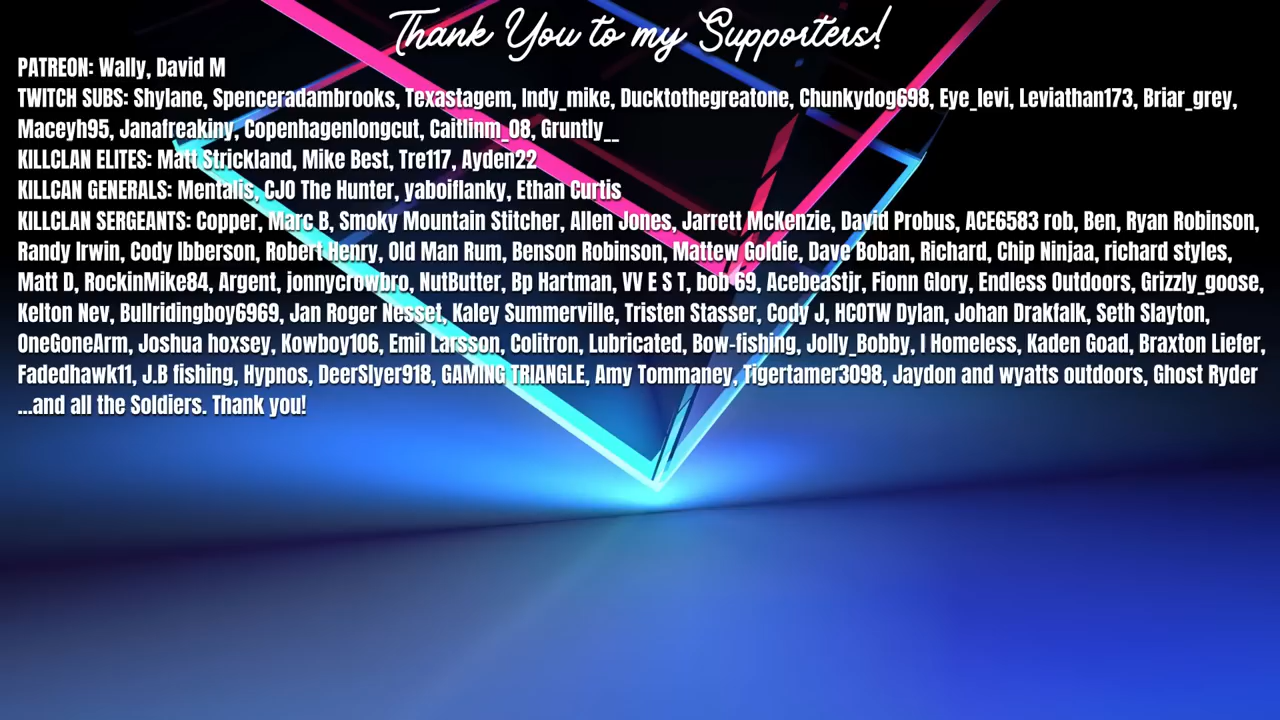 Thank You to my Supporters!
PATREON: Wally, David M
TWITCH SUBS: Shylane, Spenceradambrooks, Texastagem, Indy_mike, Ducktothegreatone, Chunkydog698, Eye_levi, Leviathan173, Briar_grey,
Maceyh95, Janafreakiny, Copenhagenlongcut, Caitlinm_08, Gruntly__
KILLCLAN ELITES: Matt Strickland, Mike Best, Tre117, Ayden22
KILLCAN GENERALS: Mentalis, CJO The Hunter, yaboiflanky, Ethan Curtis
KILLCLAN SERGEANTS: Copper, Marc B, Smoky Mountain Stitcher, Allen Jones, Jarrett McKenzie, David Probus, ACE6583 rob, Ben, Ryan Robinson,
Randy Irwin, Cody Ibberson, Robert Henry, Old Man Rum, Benson Robinson, Mattew Goldie, Dave Boban, Richard, Chip Ninjaa, richard styles,
Matt D, RockinMike84, Argent, jonnycrowbro, NutButter, Bp Hartman, VV E S T, bob 69, Acebeastjr, Fionn Glory, Endless Outdoors, Grizzly_goose,
Kelton Nev, Bullridingboy6969, Jan Roger Nesset, Kaley Summerville, Tristen Stasser, Cody J, HCOTW Dylan, Johan Drakfalk, Seth Slayton,
OneGoneArm, Joshua hoxsey, Kowboy106, Emil Larsson, Colitron, Lubricated, Bow-fishing, Jolly_Bobby, I Homeless, Kaden Goad, Braxton Liefer,
Fadedhawk11, J.B fishing, Hypnos, DeerSlyer918, GAMING TRIANGLE, Amy Tommaney, Tigertamer3098, Jaydon and wyatts outdoors, Ghost Ryder
...and all the Soldiers. Thank you!